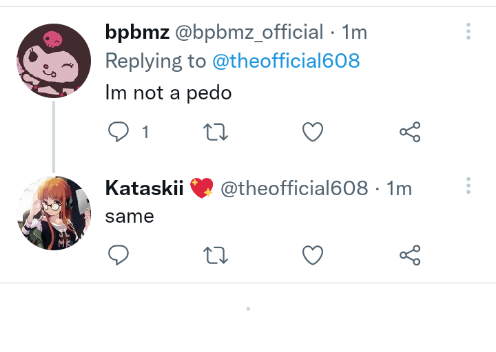 bpbmz @bpbmz_official · 1m
Replying to @theofficial608
Im not a pedo
1
Kataskii 💖 @theofficial608 · 1m
same